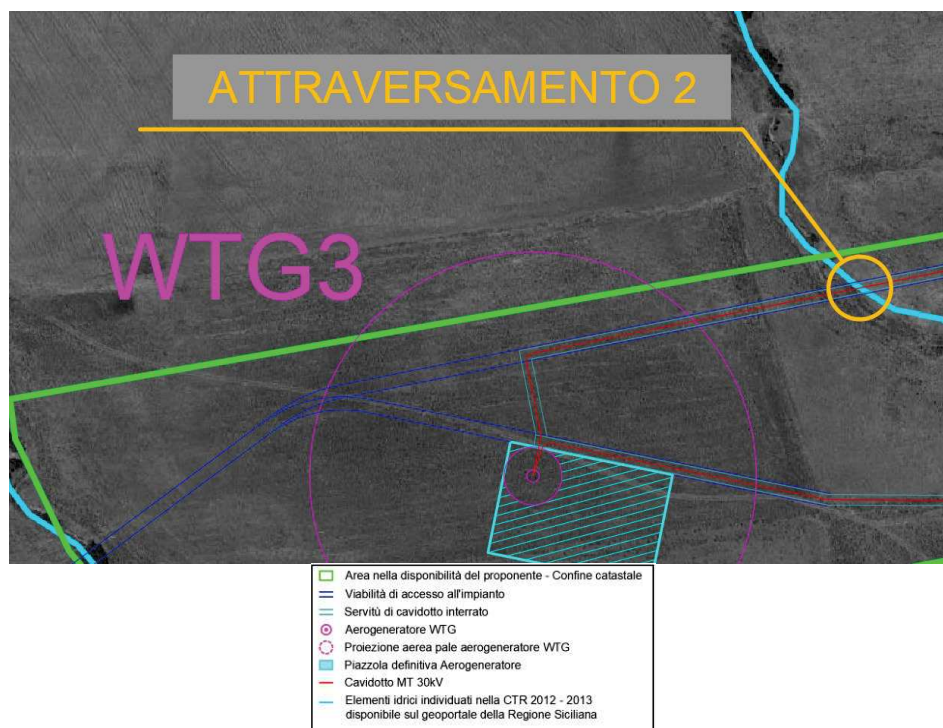 ATTRAVERSAMENTO 2
WTG3
Area nella disponibilità del proponente - Confine catastale
Viabilità di accesso all'impianto
Servitù di cavidotto interrato
Aerogeneratore WTG
Proiezione aerea pale aerogeneratore WTG
Piazzola definitiva Aerogeneratore
Cavidotto MT 30kV
Elementi idrici individuati nella CTR 2012 - 2013
disponibile sul geoportale della Regione Siciliana